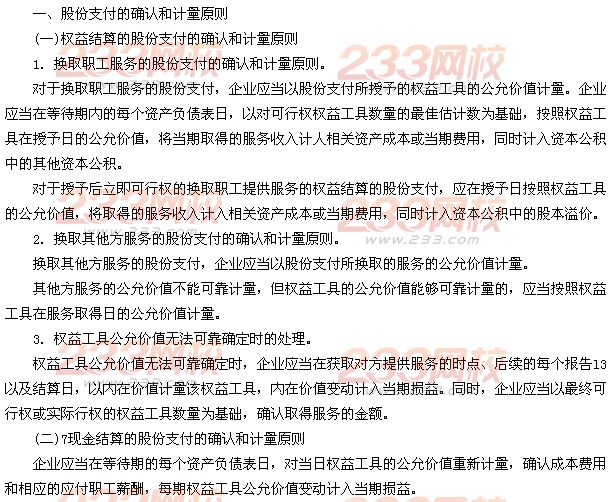 一、股份支付的确认和计量原则
(一)权益结算的股份支付的确认和计量原则
1. 换取职工服务的股份支付的确认和计量原则。
对于换取职工服务的股份支付，企业应当以股份支付所授予的权益工具的公允价值计量。企业
应当在等待期内的每个资产负债表日，以对可行权权益工具数量的最佳估计数为基础，按照权益工
具在授予日的公允价值，将当期取得的服务收入计人相关资产成本或当期费用，同时计入资本公积
中的其他资本公积。
对于授予后立即可行权的换取职工提供服务的权益结算的股份支付，应在授予日按照权益工具
的公允价值，将取得的服务收入计入相关资产成本或当期费用，同时计入资本公积中的股本溢价。
2. 换取其他方服务的股份支付的确认和计量原则。
换取其他方服务的股份支付，企业应当以股份支付所换取的服务的公允价值计量。
其他方服务的公允价值不能可靠计量，但权益工具的公允价值能够可靠计量的，应当按照权益
工具在服务取得日的公允价值计量。
3. 权益工具公允价值无法可靠确定时的处理。
权益工具公允价值无法可靠确定时，企业应当在获取对方提供服务的时点、后续的每个报告13
以及结算日，以内在价值计量该权益工具，内在价值变动计入当期损益。同时，企业应当以最终可
行权或实际行权的权益工具数量为基础，确认取得服务的金额。
(二)7现金结算的股份支付的确认和计量原则
企业应当在等待期的每个资产负债表日，对当日权益工具的公允价值重新计量，确认成本费用
和相应的应付职工薪酬，每期权益工具公允价值变动计入当期损益。
233网校
www.233.com